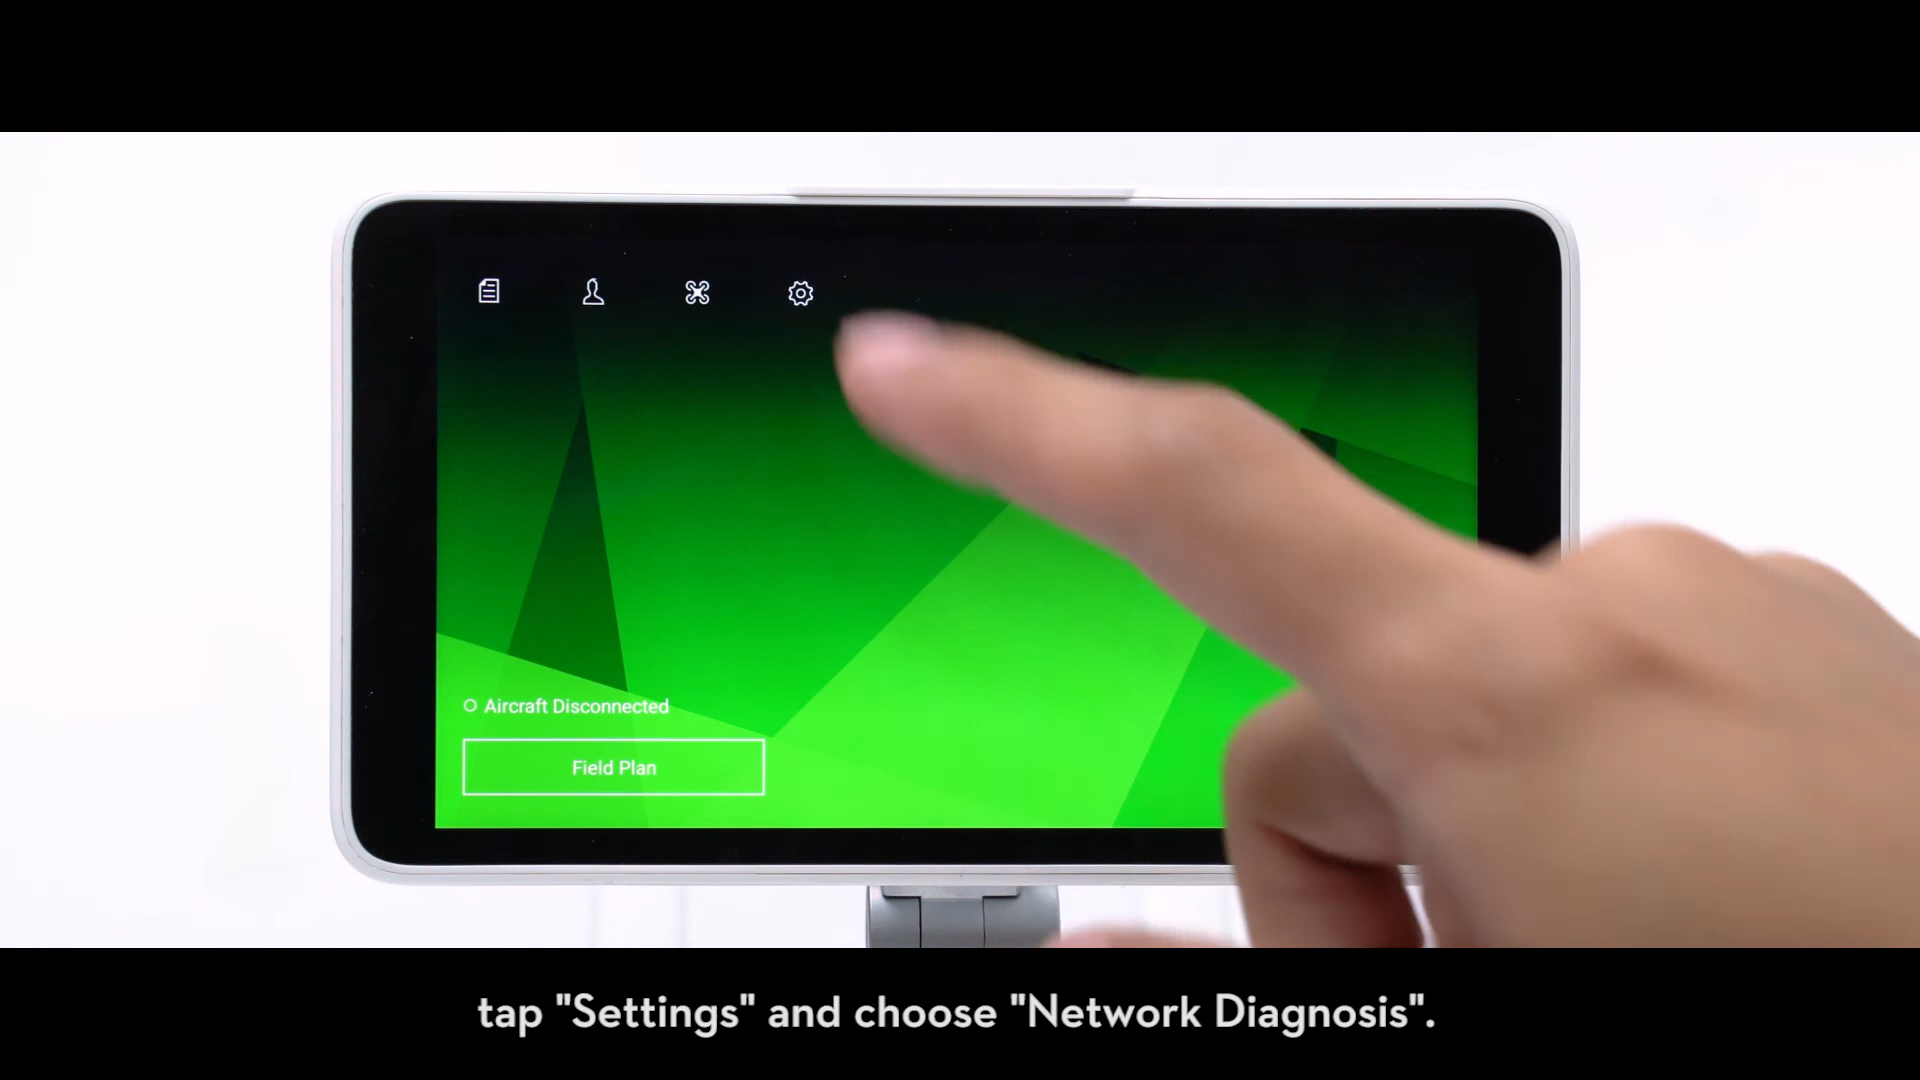 Aircraft Disconnected
Field Plan
tap "Settings" and choose "Network Diagnosis".